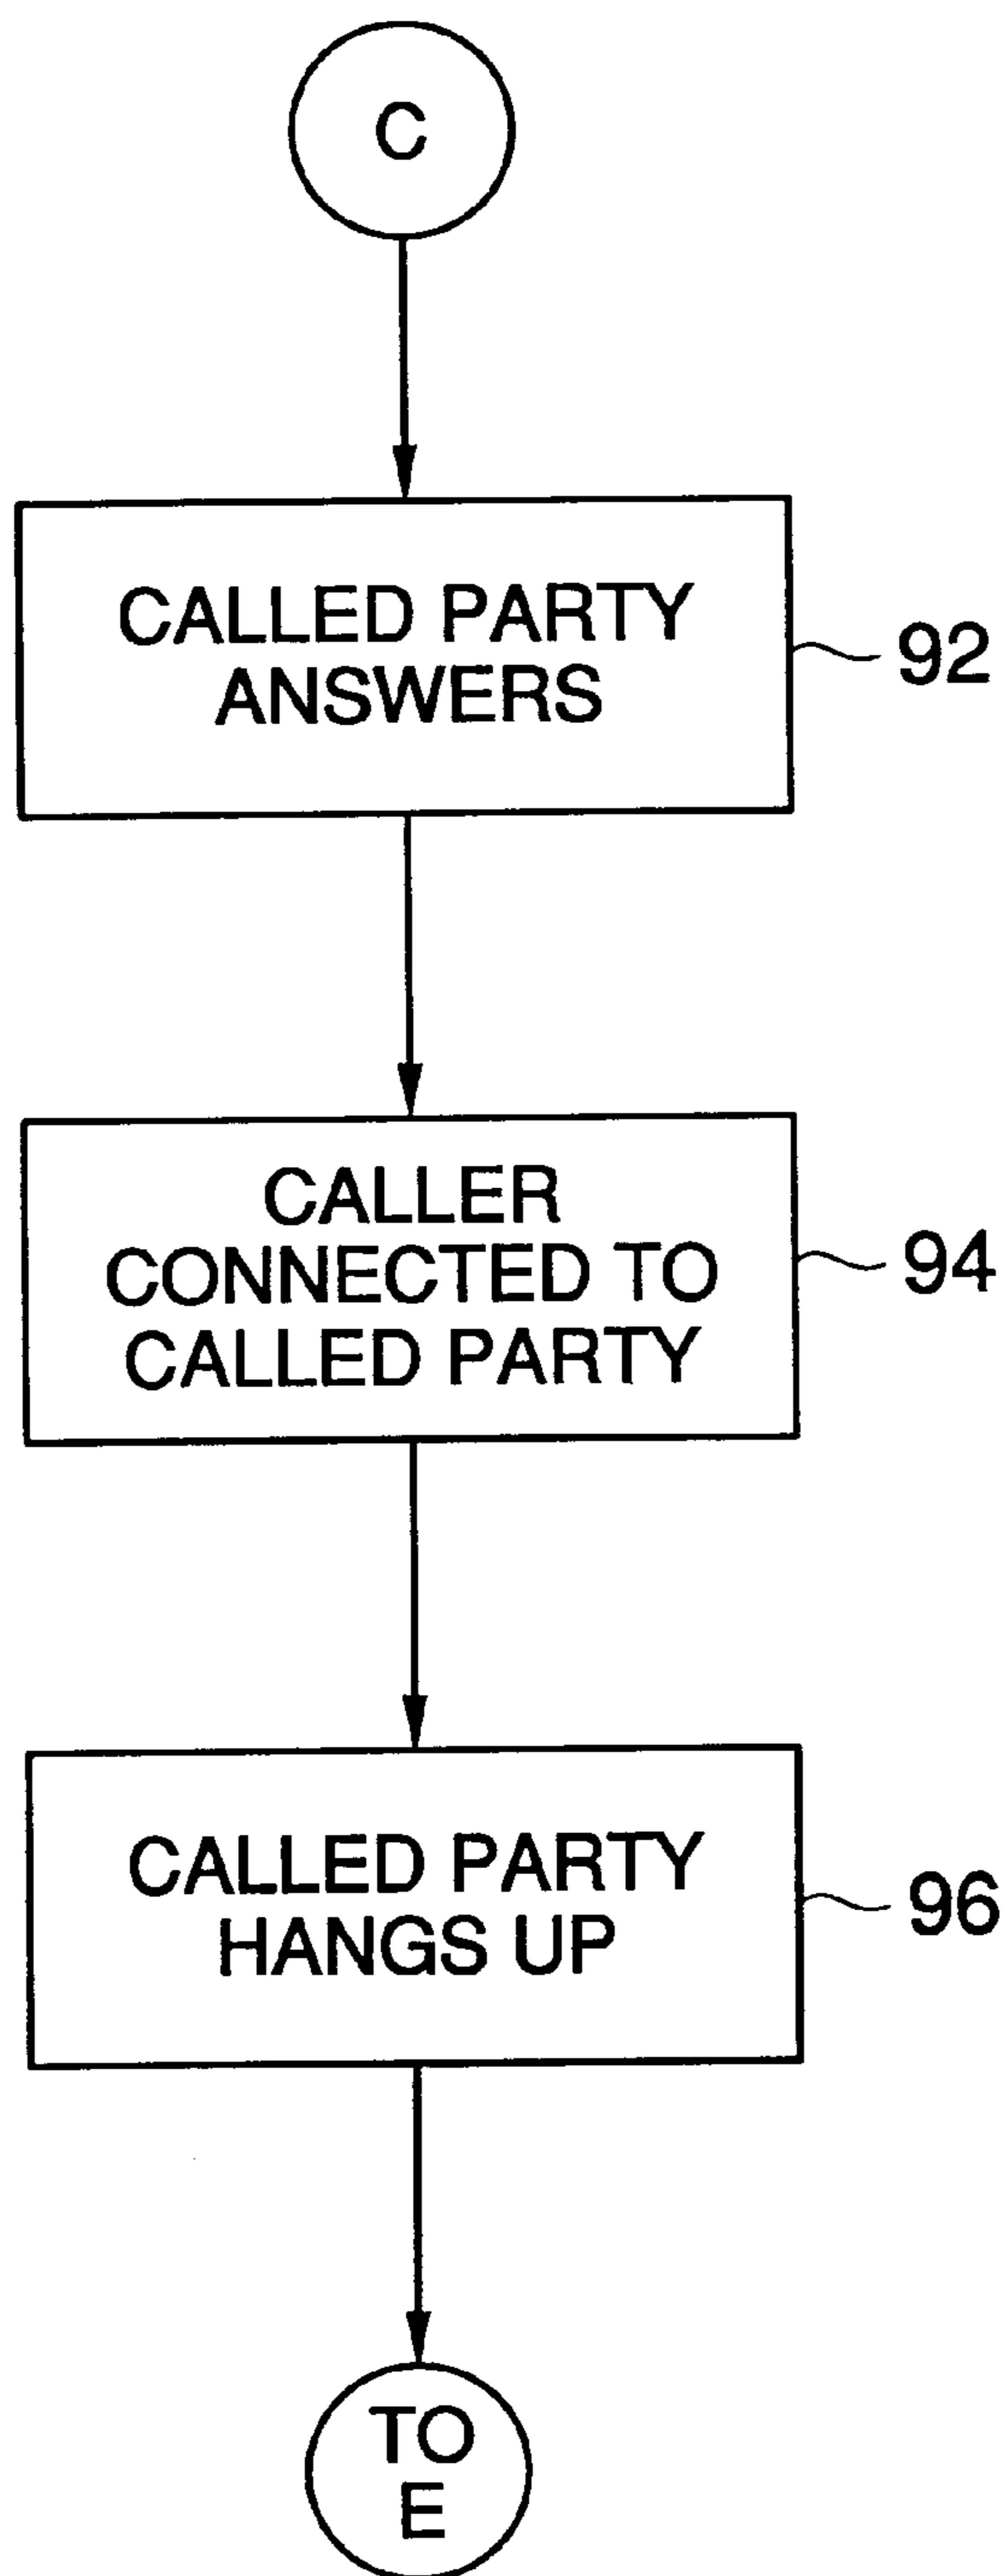 C
CALLED PARTY
ANSWERS
92
CALLER
CONNECTED TO
CALLED PARTY
94
CALLED PARTY
HANGS UP
96
TO
E